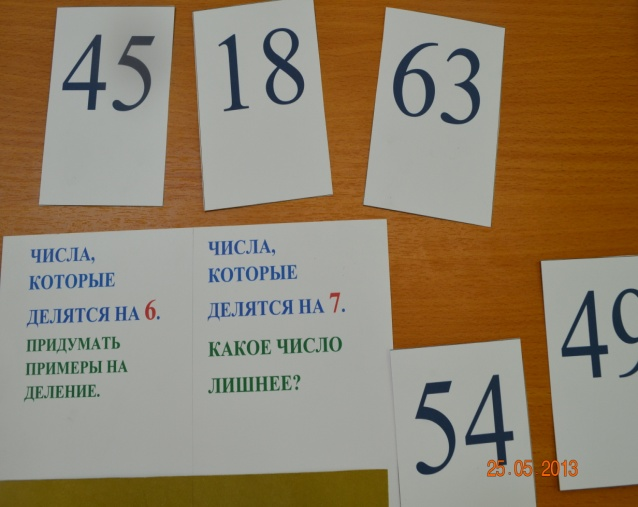 45
18
63
ЧИСЛА,
КОТОРЫЕ
ДЕЛЯТСЯ НА 6.
ПРИДУМАТЬ
ПРИМЕРЫ НА
ДЕЛЕНИЕ.
ЧИСЛА,
КОТОРЫЕ
ДЕЛЯТСЯ НА 7.
КАКОЕ ЧИСЛО
ЛИШНЕЕ?
54
49
25.05.2013